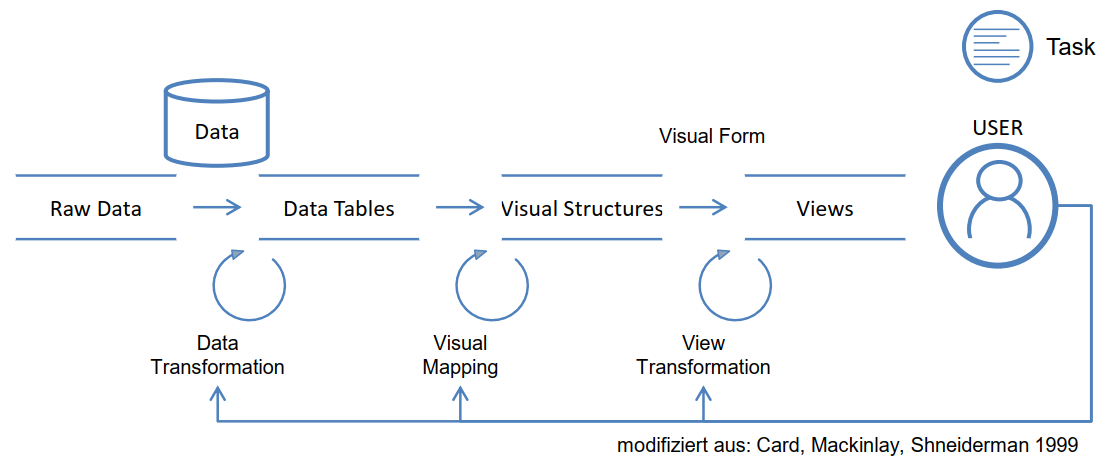 Task
Data
Visual Form
USER
Raw Data
Data Tables
Visual Structures
Views
Data
Transformation
Visual
Mapping
View
Transformation
modifiziert aus: Card, Mackinlay, Shneiderman 1999